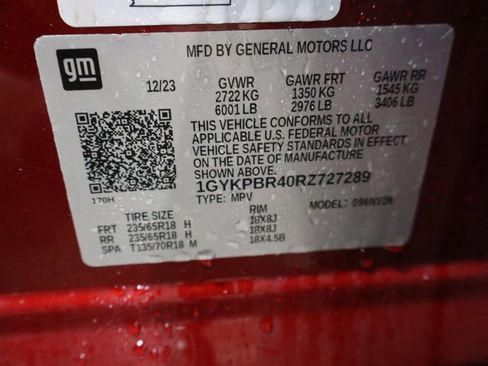 gm
MFD BY GENERAL MOTORS LLC
12/23 GVWR GAWR FRT GAWR RR
2722 KG 1350 KG 1545 KG
6001 LB 2976 LB 3406 LB
THIS VEHICLE CONFORMS TO ALL
APPLICABLE U.S. FEDERAL MOTOR
VEHICLE SAFETY STANDARDS IN EFFECT
ON THE DATE OF MANUFACTURE
SHOWN ABOVE.
1GYKPBR40RZ727289
170H TYPE: MPV MODEL: 096NV26
TIRE SIZE RIM
FRT 235/65R18 H 18X8J
RR 235/65R18 H 18X8J
SPA T135/70R18 M 18X4.5B